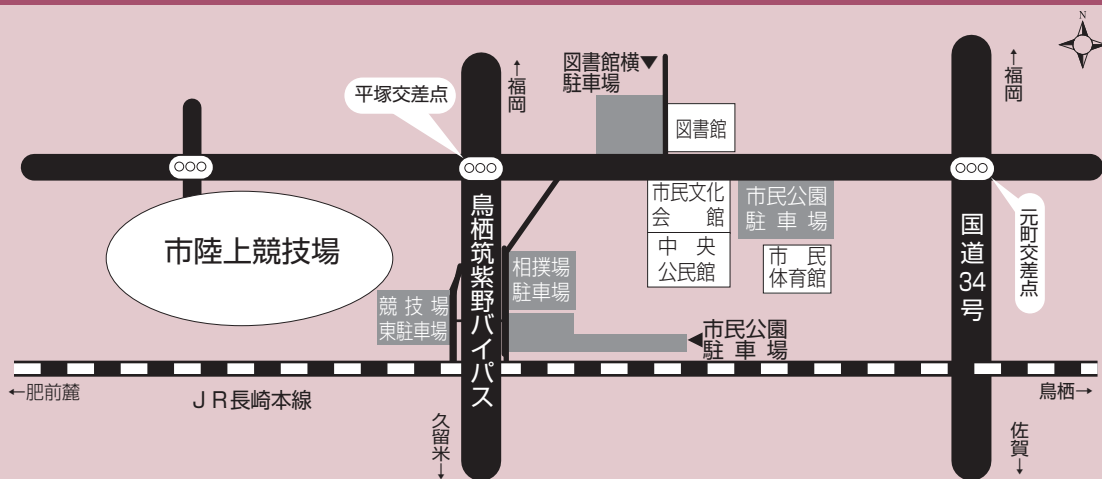 N
図書館横▼
駐車場
↑福岡
↑福岡
平塚交差点
図書館
市民文化
会館
市民公園
駐車場
元町交差点
市陸上競技場
鳥栖筑紫野バイパス
国道34号
中央
公民館
市民
体育館
相撲場
駐車場
競技場
東駐車場
◀市民公園
駐車場
←肥前麓
JR長崎本線
鳥栖→
久留米↓
佐賀↓